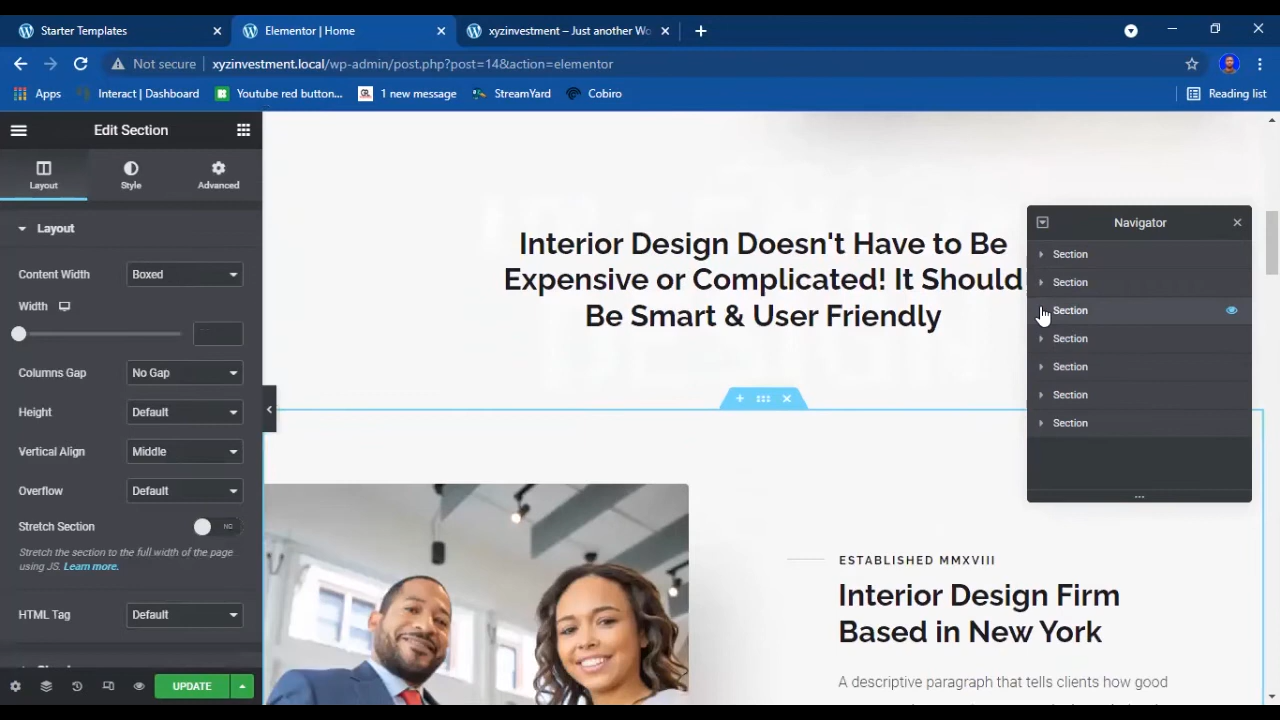 Starter Templates
Elementor | Home
xyzinvestment – Just another Wo
Not secure
xyzinvestment.local/wp-admin/post.php?post=14&action=elementor
Apps
Interact | Dashboard
Youtube red button...
1 new message
StreamYard
Cobiro
Reading list
Edit Section
Layout
Style
Advanced
Layout
Content Width
Boxed
Width
Columns Gap
No Gap
Height
Default
Vertical Align
Middle
Overflow
Default
Stretch Section
NO
Stretch the section to the full width of the page
using JS. Learn more.
HTML Tag
Default
UPDATE
Interior Design Doesn't Have to Be
Expensive or Complicated! It Should
Be Smart & User Friendly
Navigator
Section
Section
Section
Section
Section
Section
Section
ESTABLISHED MMXVIII
Interior Design Firm
Based in New York
A descriptive paragraph that tells clients how good